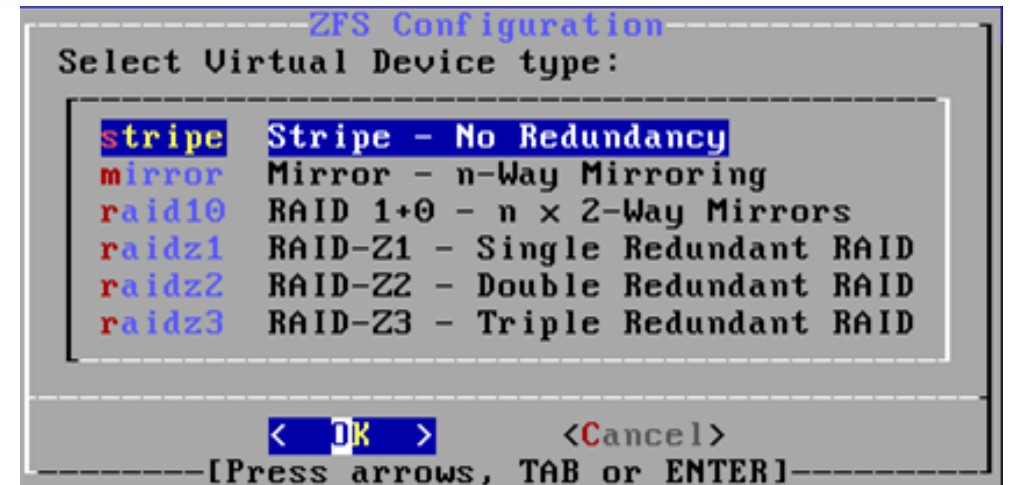 ZFS Configuration
Select Virtual Device type:
stripe Stripe - No Redundancy
mirror Mirror - n-Way Mirroring
raid10 RAID 1+0 - n x 2-Way Mirrors
raidz1 RAID-Z1 - Single Redundant RAID
raidz2 RAID-Z2 - Double Redundant RAID
raidz3 RAID-Z3 - Triple Redundant RAID
< OK > <Cancel>
[Press arrows, TAB or ENTER]